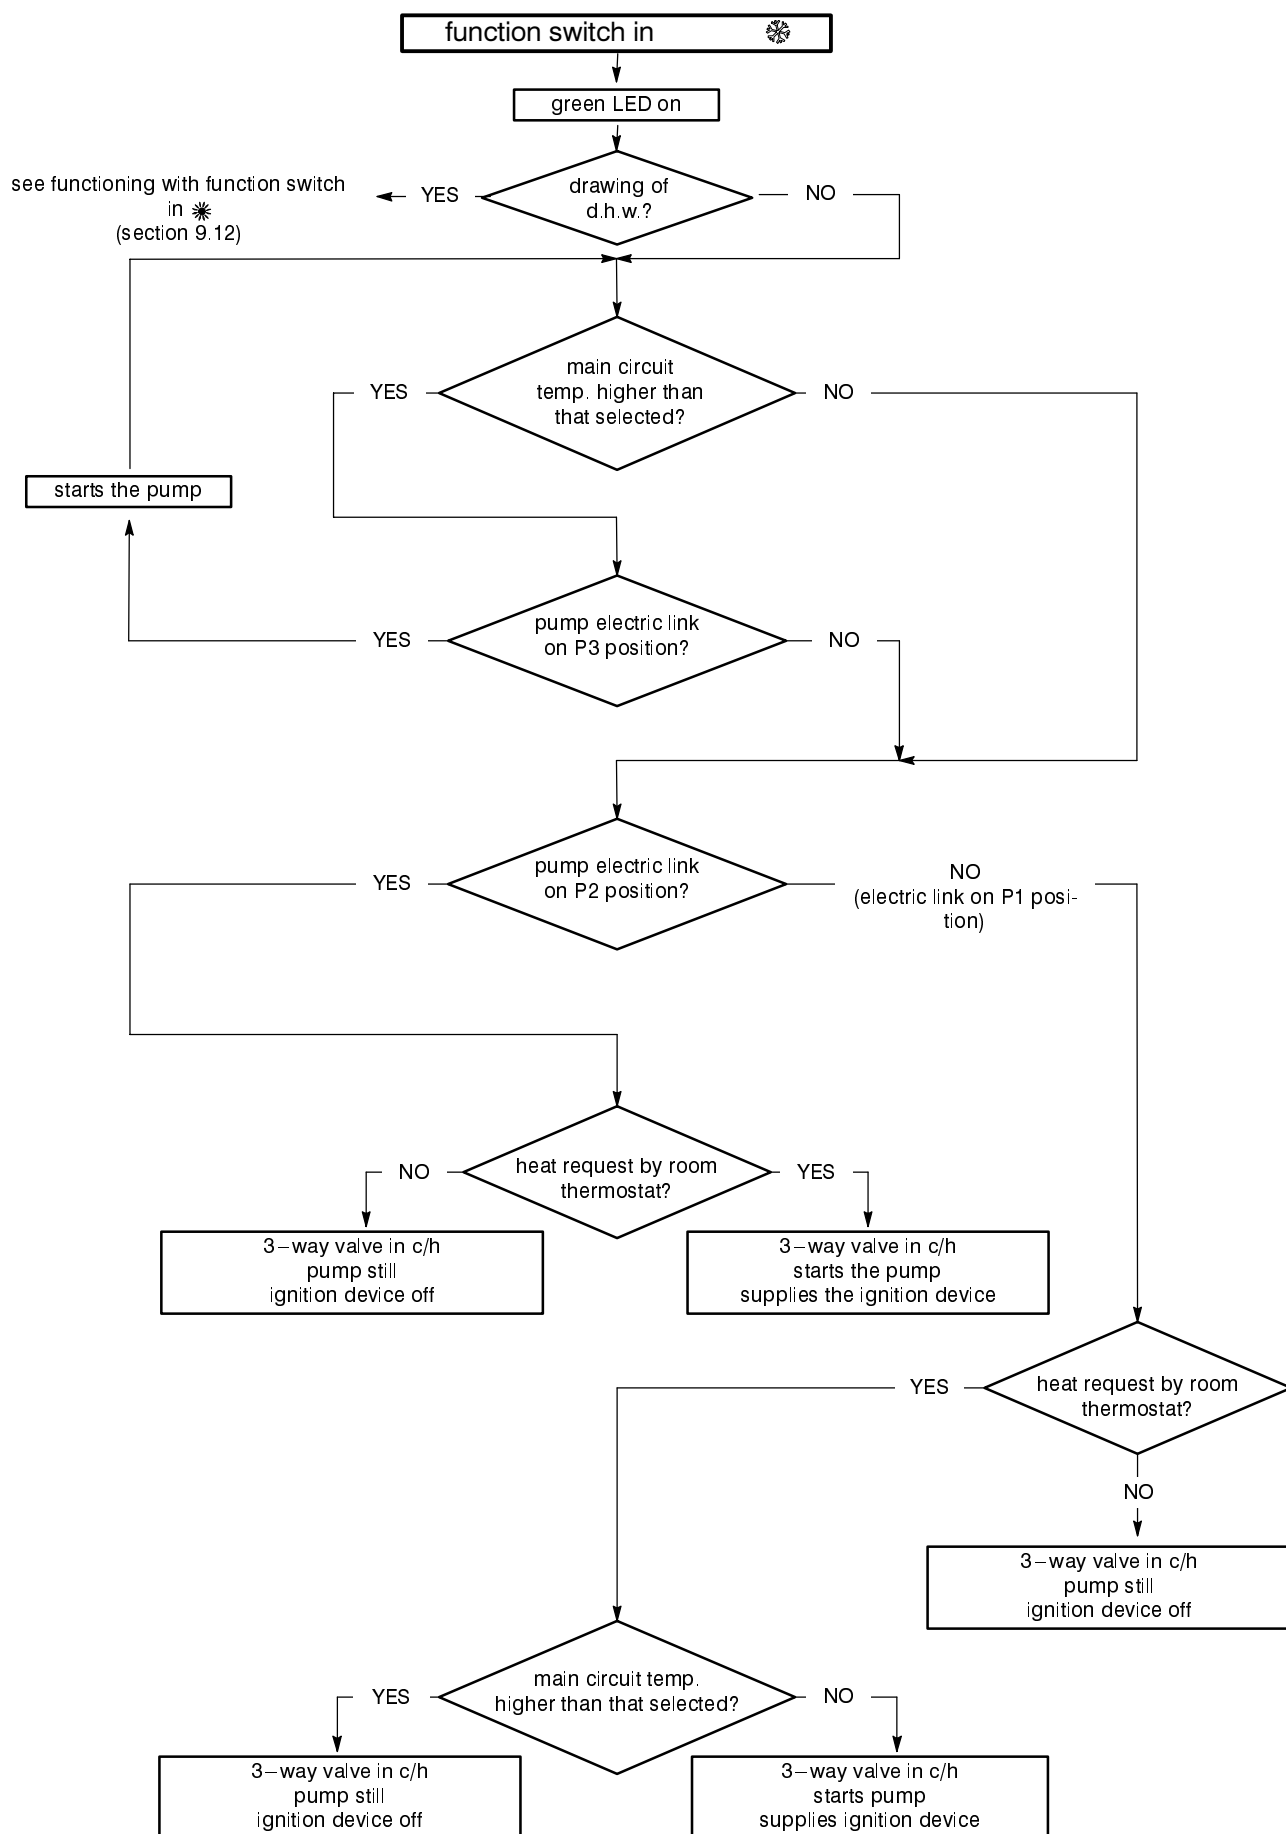 function switch in
green LED on
drawing of
d.h.w.?
YES
NO
see functioning with function switch
in
(section 9.12)
main circuit
temp. higher than
that selected?
YES
NO
starts the pump
pump electric link
on P3 position?
YES
NO
pump electric link
on P2 position?
YES
NO
(electric link on P1 posi-
tion)
heat request by room
thermostat?
NO
YES
3–way valve in c/h
pump still
ignition device off
3–way valve in c/h
starts the pump
supplies the ignition device
heat request by room
thermostat?
YES
NO
3–way valve in c/h
pump still
ignition device off
main circuit temp.
higher than that selected?
YES
NO
3–way valve in c/h
pump still
ignition device off
3–way valve in c/h
starts pump
supplies ignition device